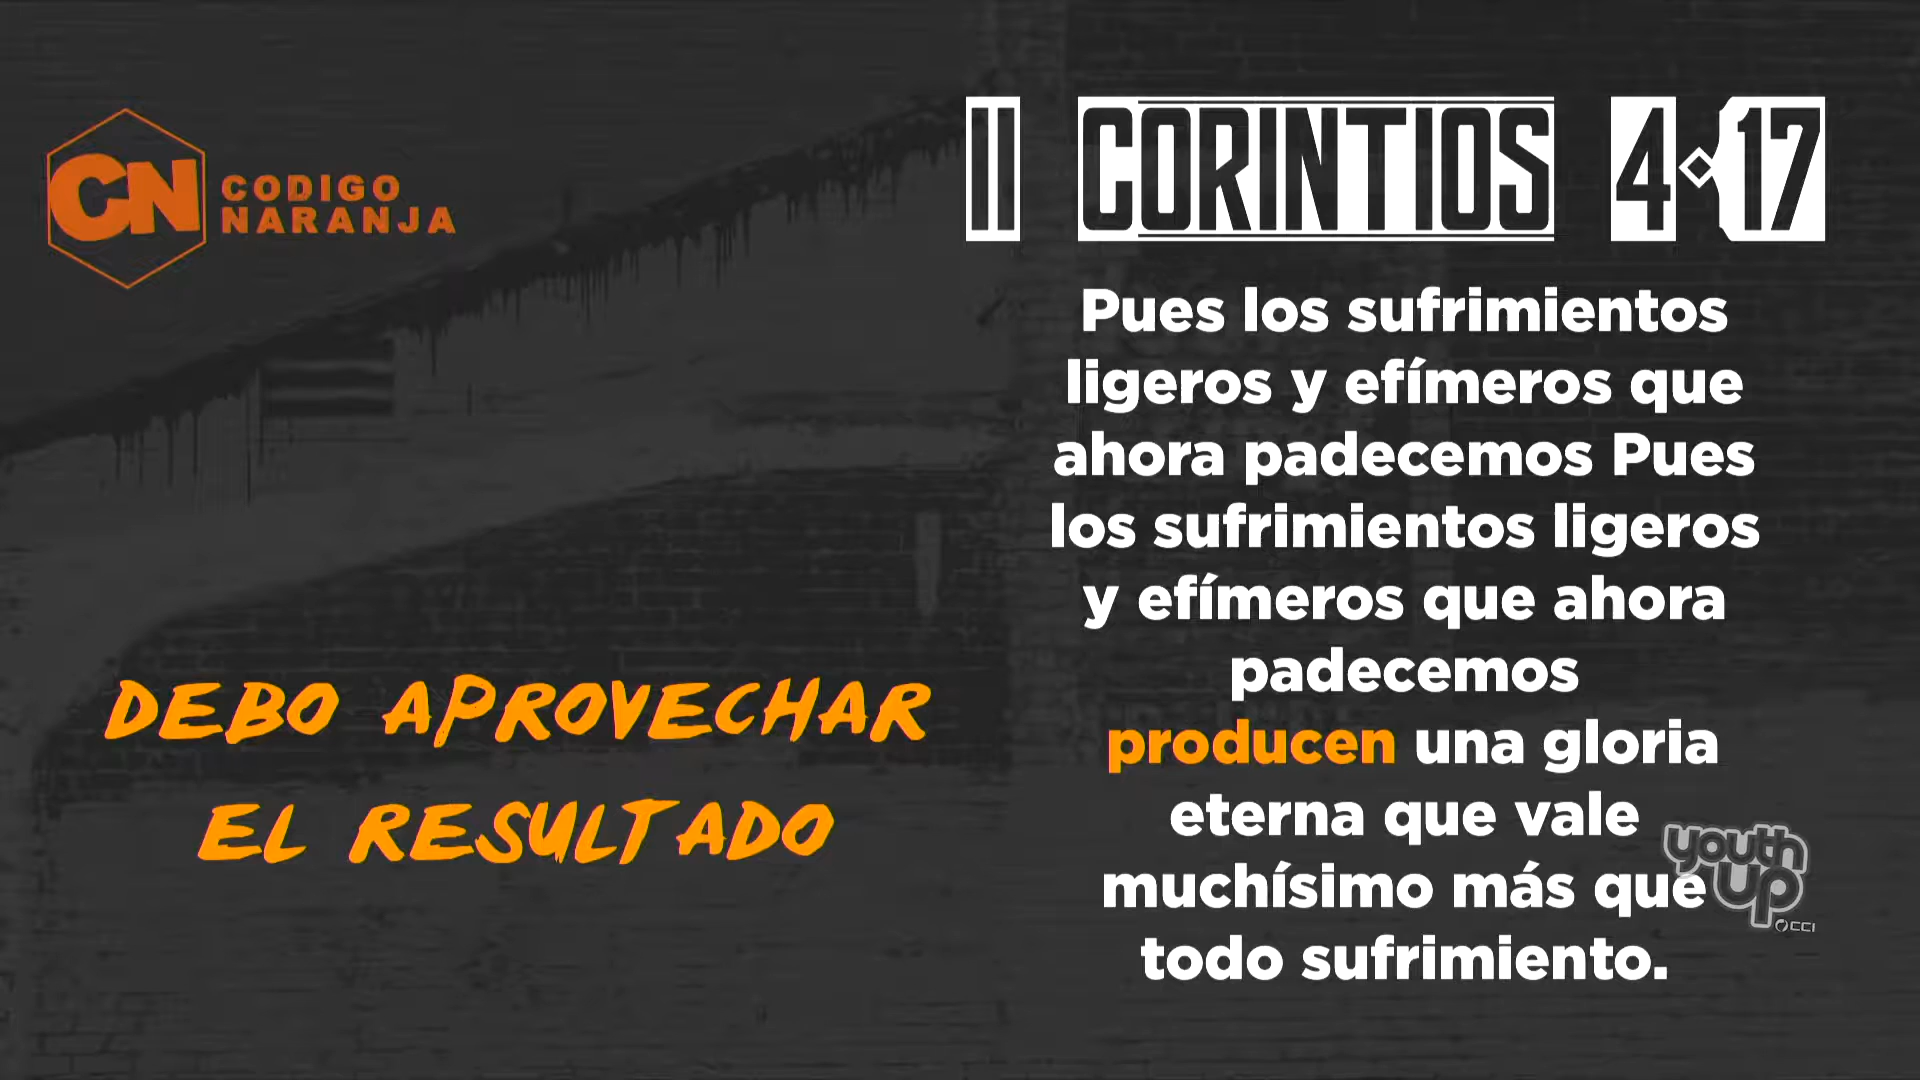 CN
CODIGO
NARANJA
DEBO APROVECHAR
EL RESULTADO
II CORINTIOS 4:17
Pues los sufrimientos
ligeros y efímeros que
ahora padecemos Pues
los sufrimientos ligeros
y efímeros que ahora
padecemos
producen una gloria
eterna que vale
muchísimo más que
todo sufrimiento.
youth
up
CCI